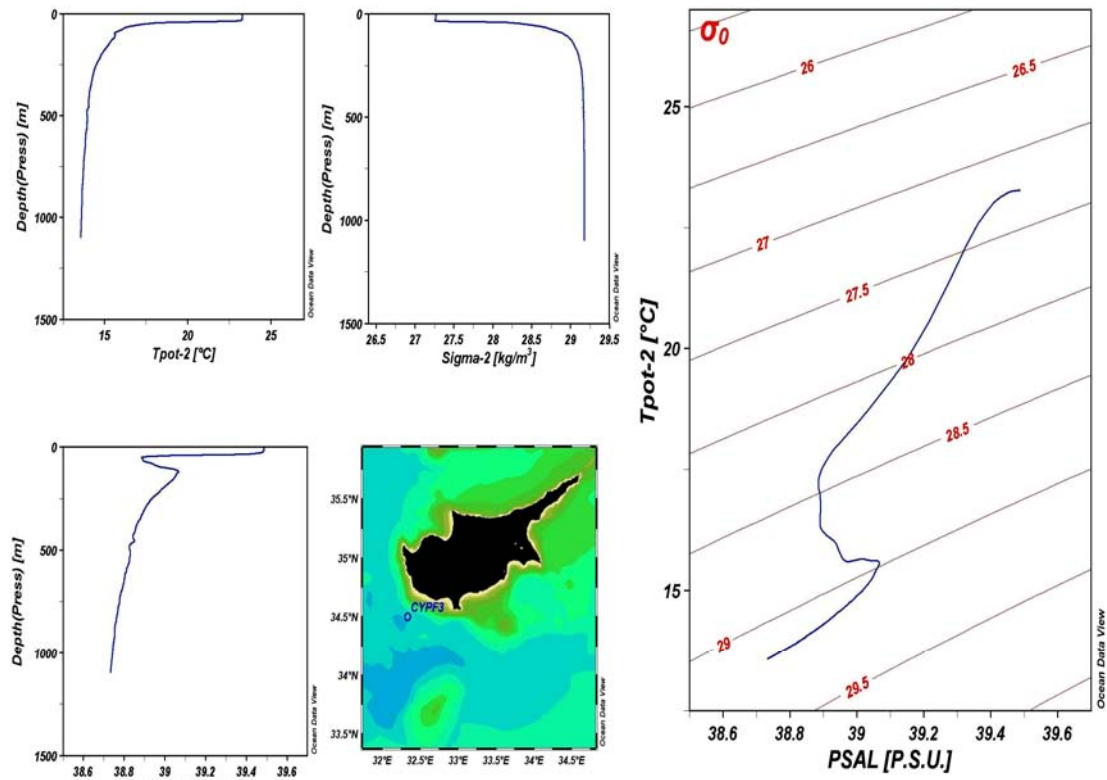 0
500
1000
1500
Depth(Press) [m]
15
20
25
Tpot-2 [°C]
Ocean Data View
0
500
1000
1500
Depth(Press) [m]
26.5
27
27.5
28
28.5
29
29.5
Sigma-2 [kg/m3]
Ocean Data View
σ0
26
26.5
27
27.5
28
28.5
29
29.5
25
20
15
Tpot-2 [°C]
38.6
38.8
39
39.2
39.4
39.6
PSAL [P.S.U.]
Ocean Data View
0
500
1000
1500
Depth(Press) [m]
38.6
38.8
39
39.2
39.4
39.6
Ocean Data View
35.5°N
35°N
34.5°N
34°N
33.5°N
CYPF3
32°E
32.5°E
33°E
33.5°E
34°E
34.5°E
Ocean Data View